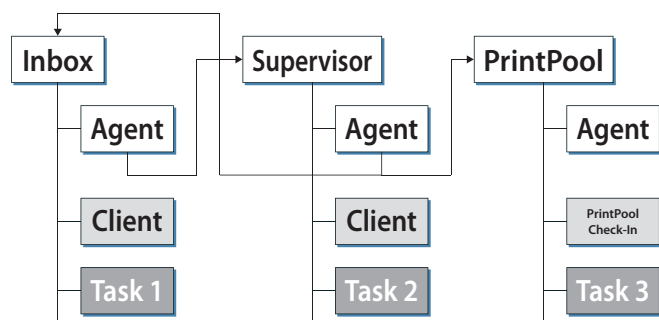 Inbox
Supervisor
PrintPool
Agent
Agent
Agent
Client
Client
PrintPool
Check-In
Task 1
Task 2
Task 3